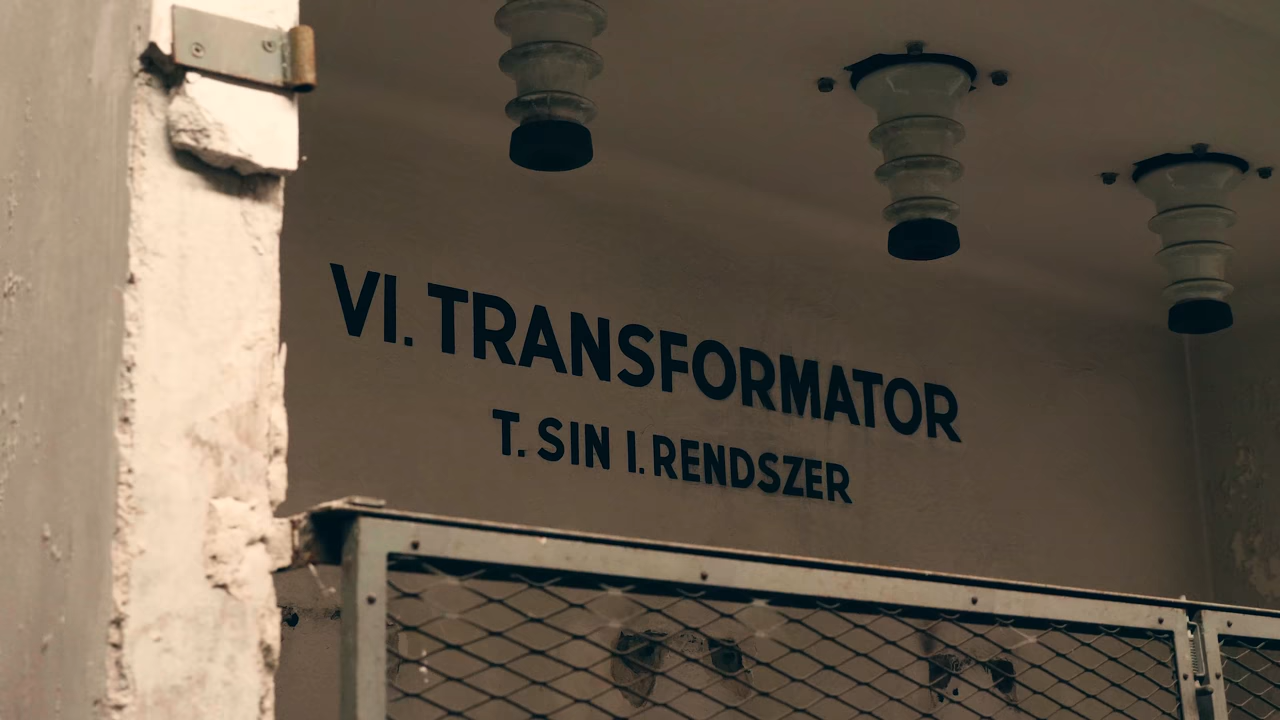 VI. TRANSFORMATOR
T. SIN I. RENDSZER